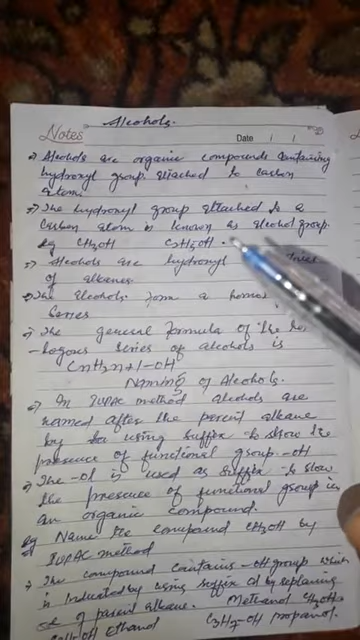 Alcohols.
Notes
Date / /
=> Alcohols are organic compounds containing
hydroxyl group attached to carbon
atom.
=> The hydroxyl group attached to a
carbon atom is known as alcohol group.
eg CH3OH C2H5OH.
=> Alcohols are hydroxyl
of alkanes.
=> The alcohols form a homo
series
=> The general formula of the ho
-logous series of alcohols is
CnH2n+1-OH
Naming of Alcohols.
=> In IUPAC method alcohols are
named after the parent alkane
by using suffix to show the
presence of functional group -OH
=> The -ol is used as suffix to show
the presence of functional group in
an organic compound.
eg Name the compound CH3OH by
IUPAC method
=> The compound contains -OH group which
is indicated by using suffix ol by replacing
of parent alkane. Methanol CH3OH
Ethanol C3H7OH propanol.